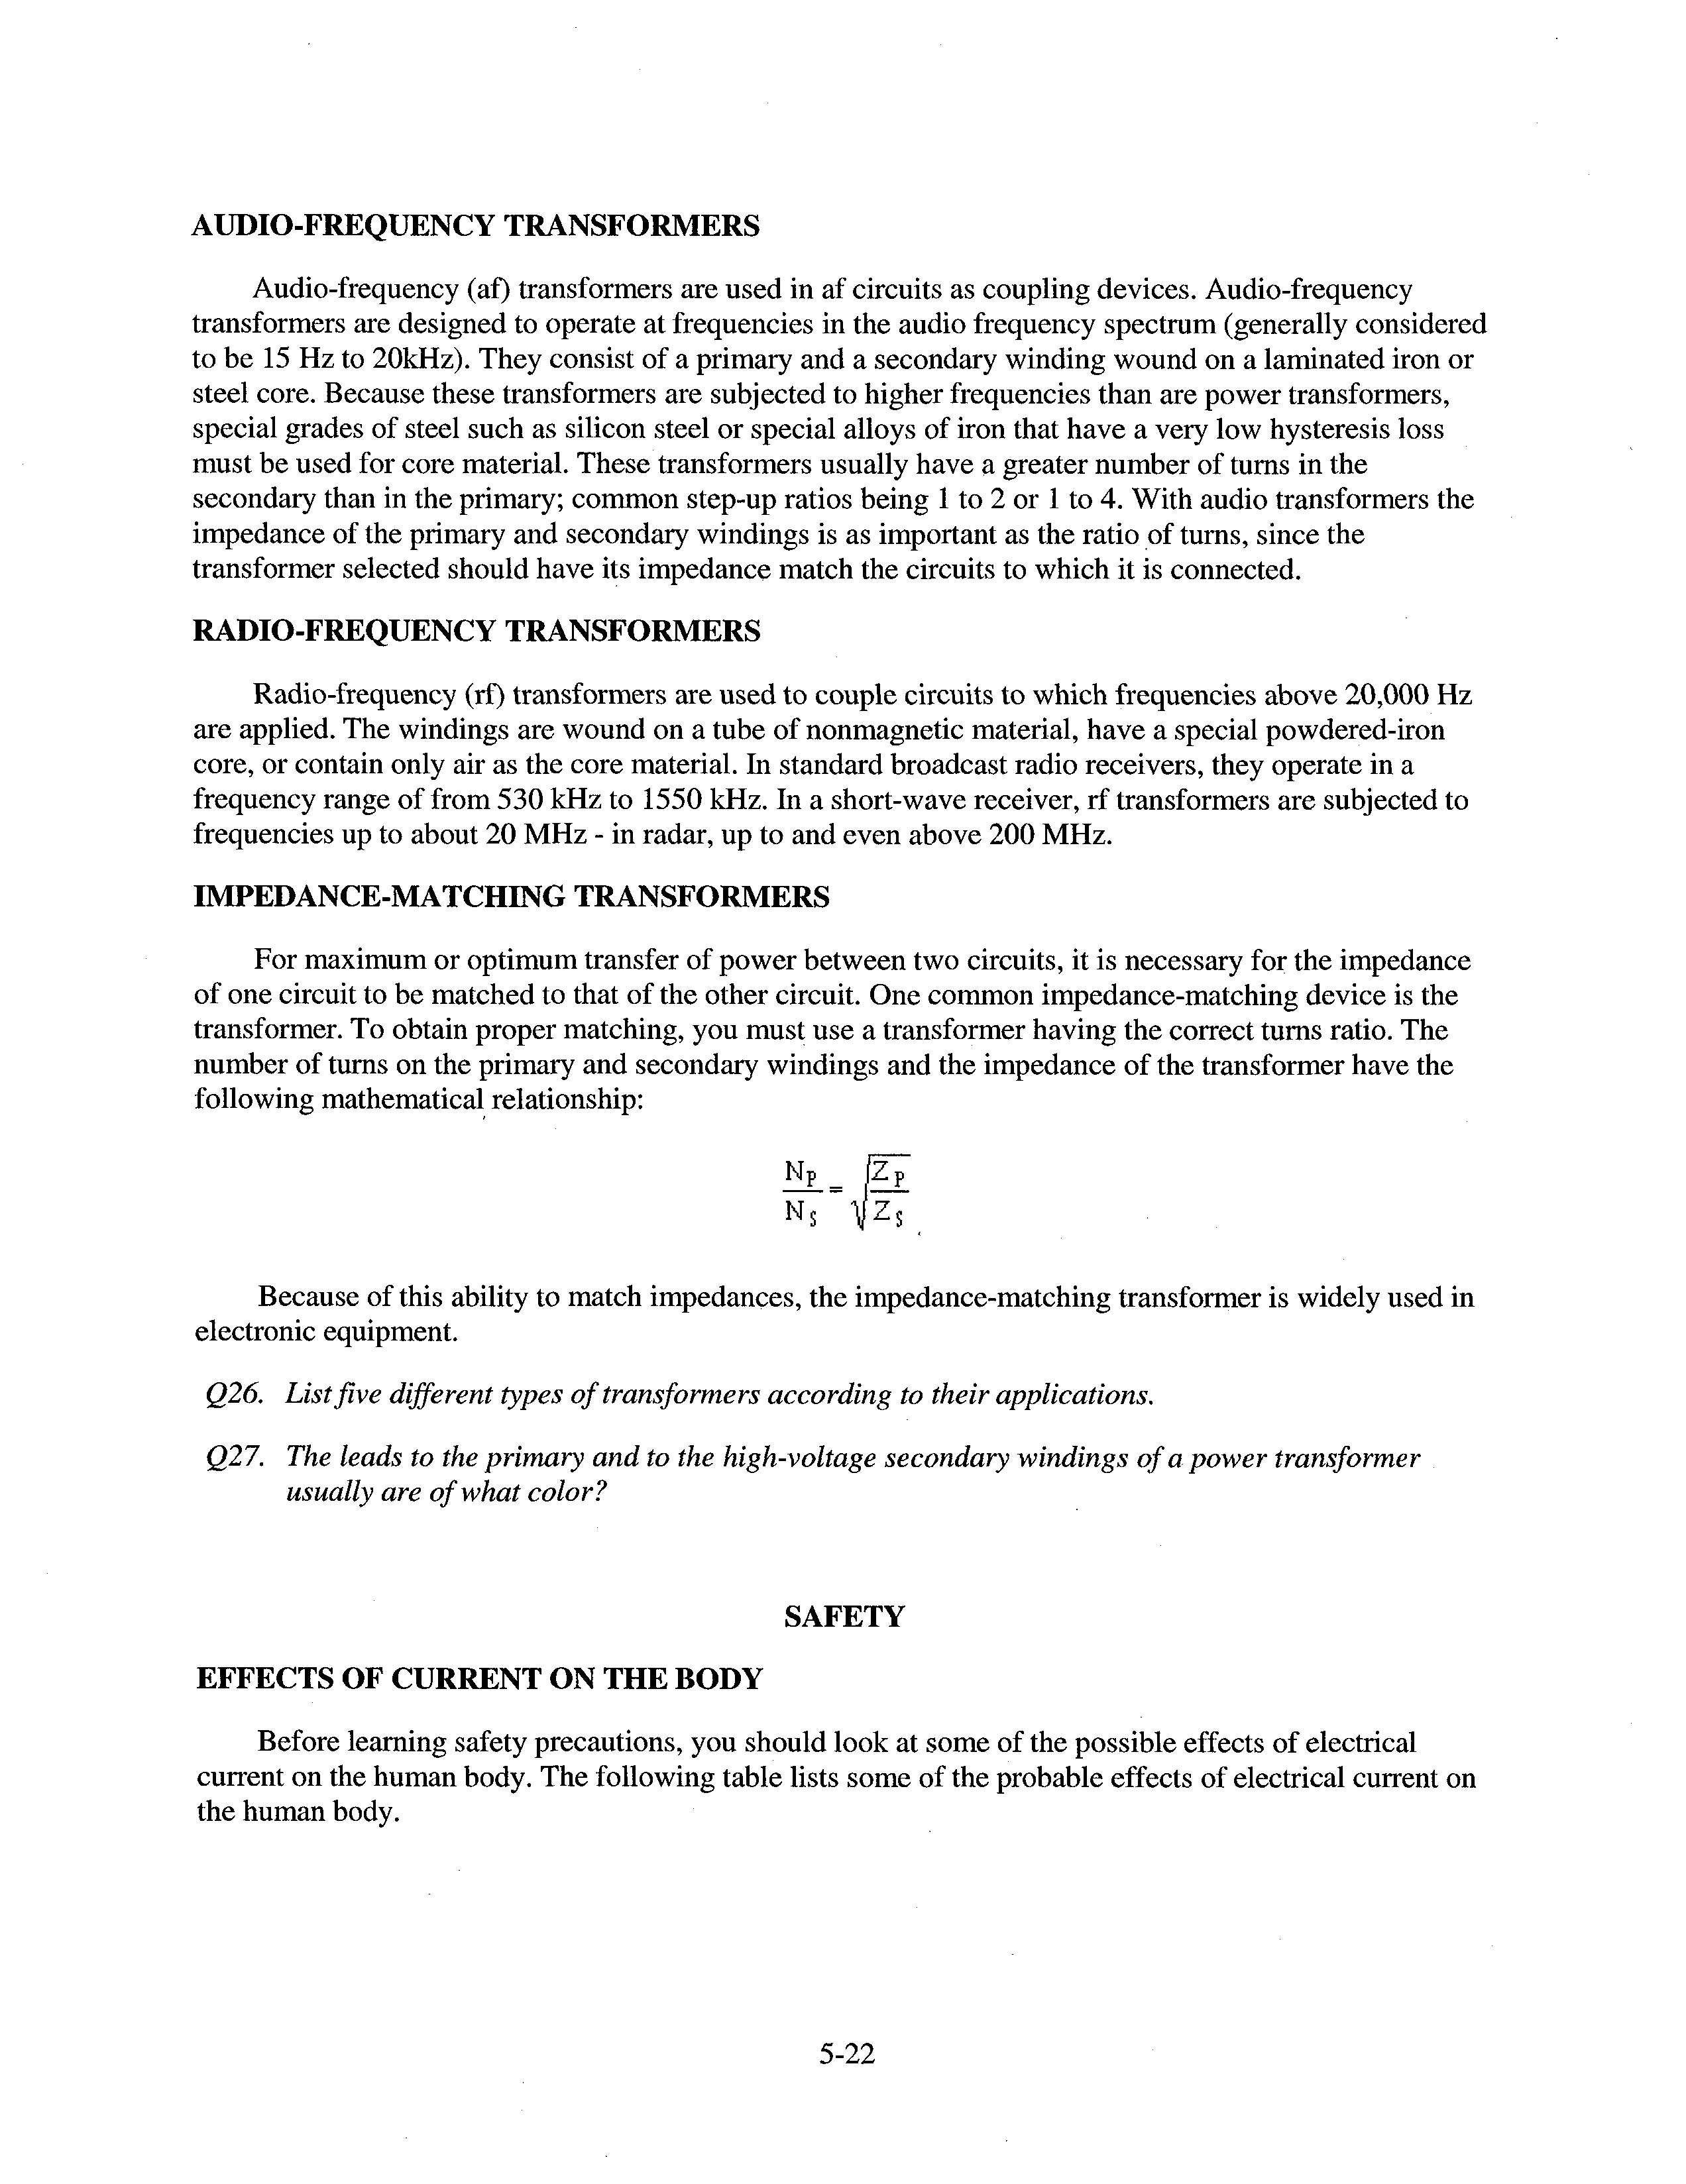 AUDIO-FREQUENCY TRANSFORMERS
Audio-frequency (af) transformers are used in af circuits as coupling devices. Audio-frequency
transformers are designed to operate at frequencies in the audio frequency spectrum (generally considered
to be 15 Hz to 20kHz). They consist of a primary and a secondary winding wound on a laminated iron or
steel core. Because these transformers are subjected to higher frequencies than are power transformers,
special grades of steel such as silicon steel or special alloys of iron that have a very low hysteresis loss
must be used for core material. These transformers usually have a greater number of turns in the
secondary than in the primary; common step-up ratios being 1 to 2 or 1 to 4. With audio transformers the
impedance of the primary and secondary windings is as important as the ratio of turns, since the
transformer selected should have its impedance match the circuits to which it is connected.
RADIO-FREQUENCY TRANSFORMERS
Radio-frequency (rf) transformers are used to couple circuits to which frequencies above 20,000 Hz
are applied. The windings are wound on a tube of nonmagnetic material, have a special powdered-iron
core, or contain only air as the core material. In standard broadcast radio receivers, they operate in a
frequency range of from 530 kHz to 1550 kHz. In a short-wave receiver, rf transformers are subjected to
frequencies up to about 20 MHz - in radar, up to and even above 200 MHz.
IMPEDANCE-MATCHING TRANSFORMERS
For maximum or optimum transfer of power between two circuits, it is necessary for the impedance
of one circuit to be matched to that of the other circuit. One common impedance-matching device is the
transformer. To obtain proper matching, you must use a transformer having the correct turns ratio. The
number of turns on the primary and secondary windings and the impedance of the transformer have the
following mathematical relationship:
N_P / N_S = √(Z_P / Z_S)
Because of this ability to match impedances, the impedance-matching transformer is widely used in
electronic equipment.
Q26. List five different types of transformers according to their applications.
Q27. The leads to the primary and to the high-voltage secondary windings of a power transformer
usually are of what color?
SAFETY
EFFECTS OF CURRENT ON THE BODY
Before learning safety precautions, you should look at some of the possible effects of electrical
current on the human body. The following table lists some of the probable effects of electrical current on
the human body.
5-22